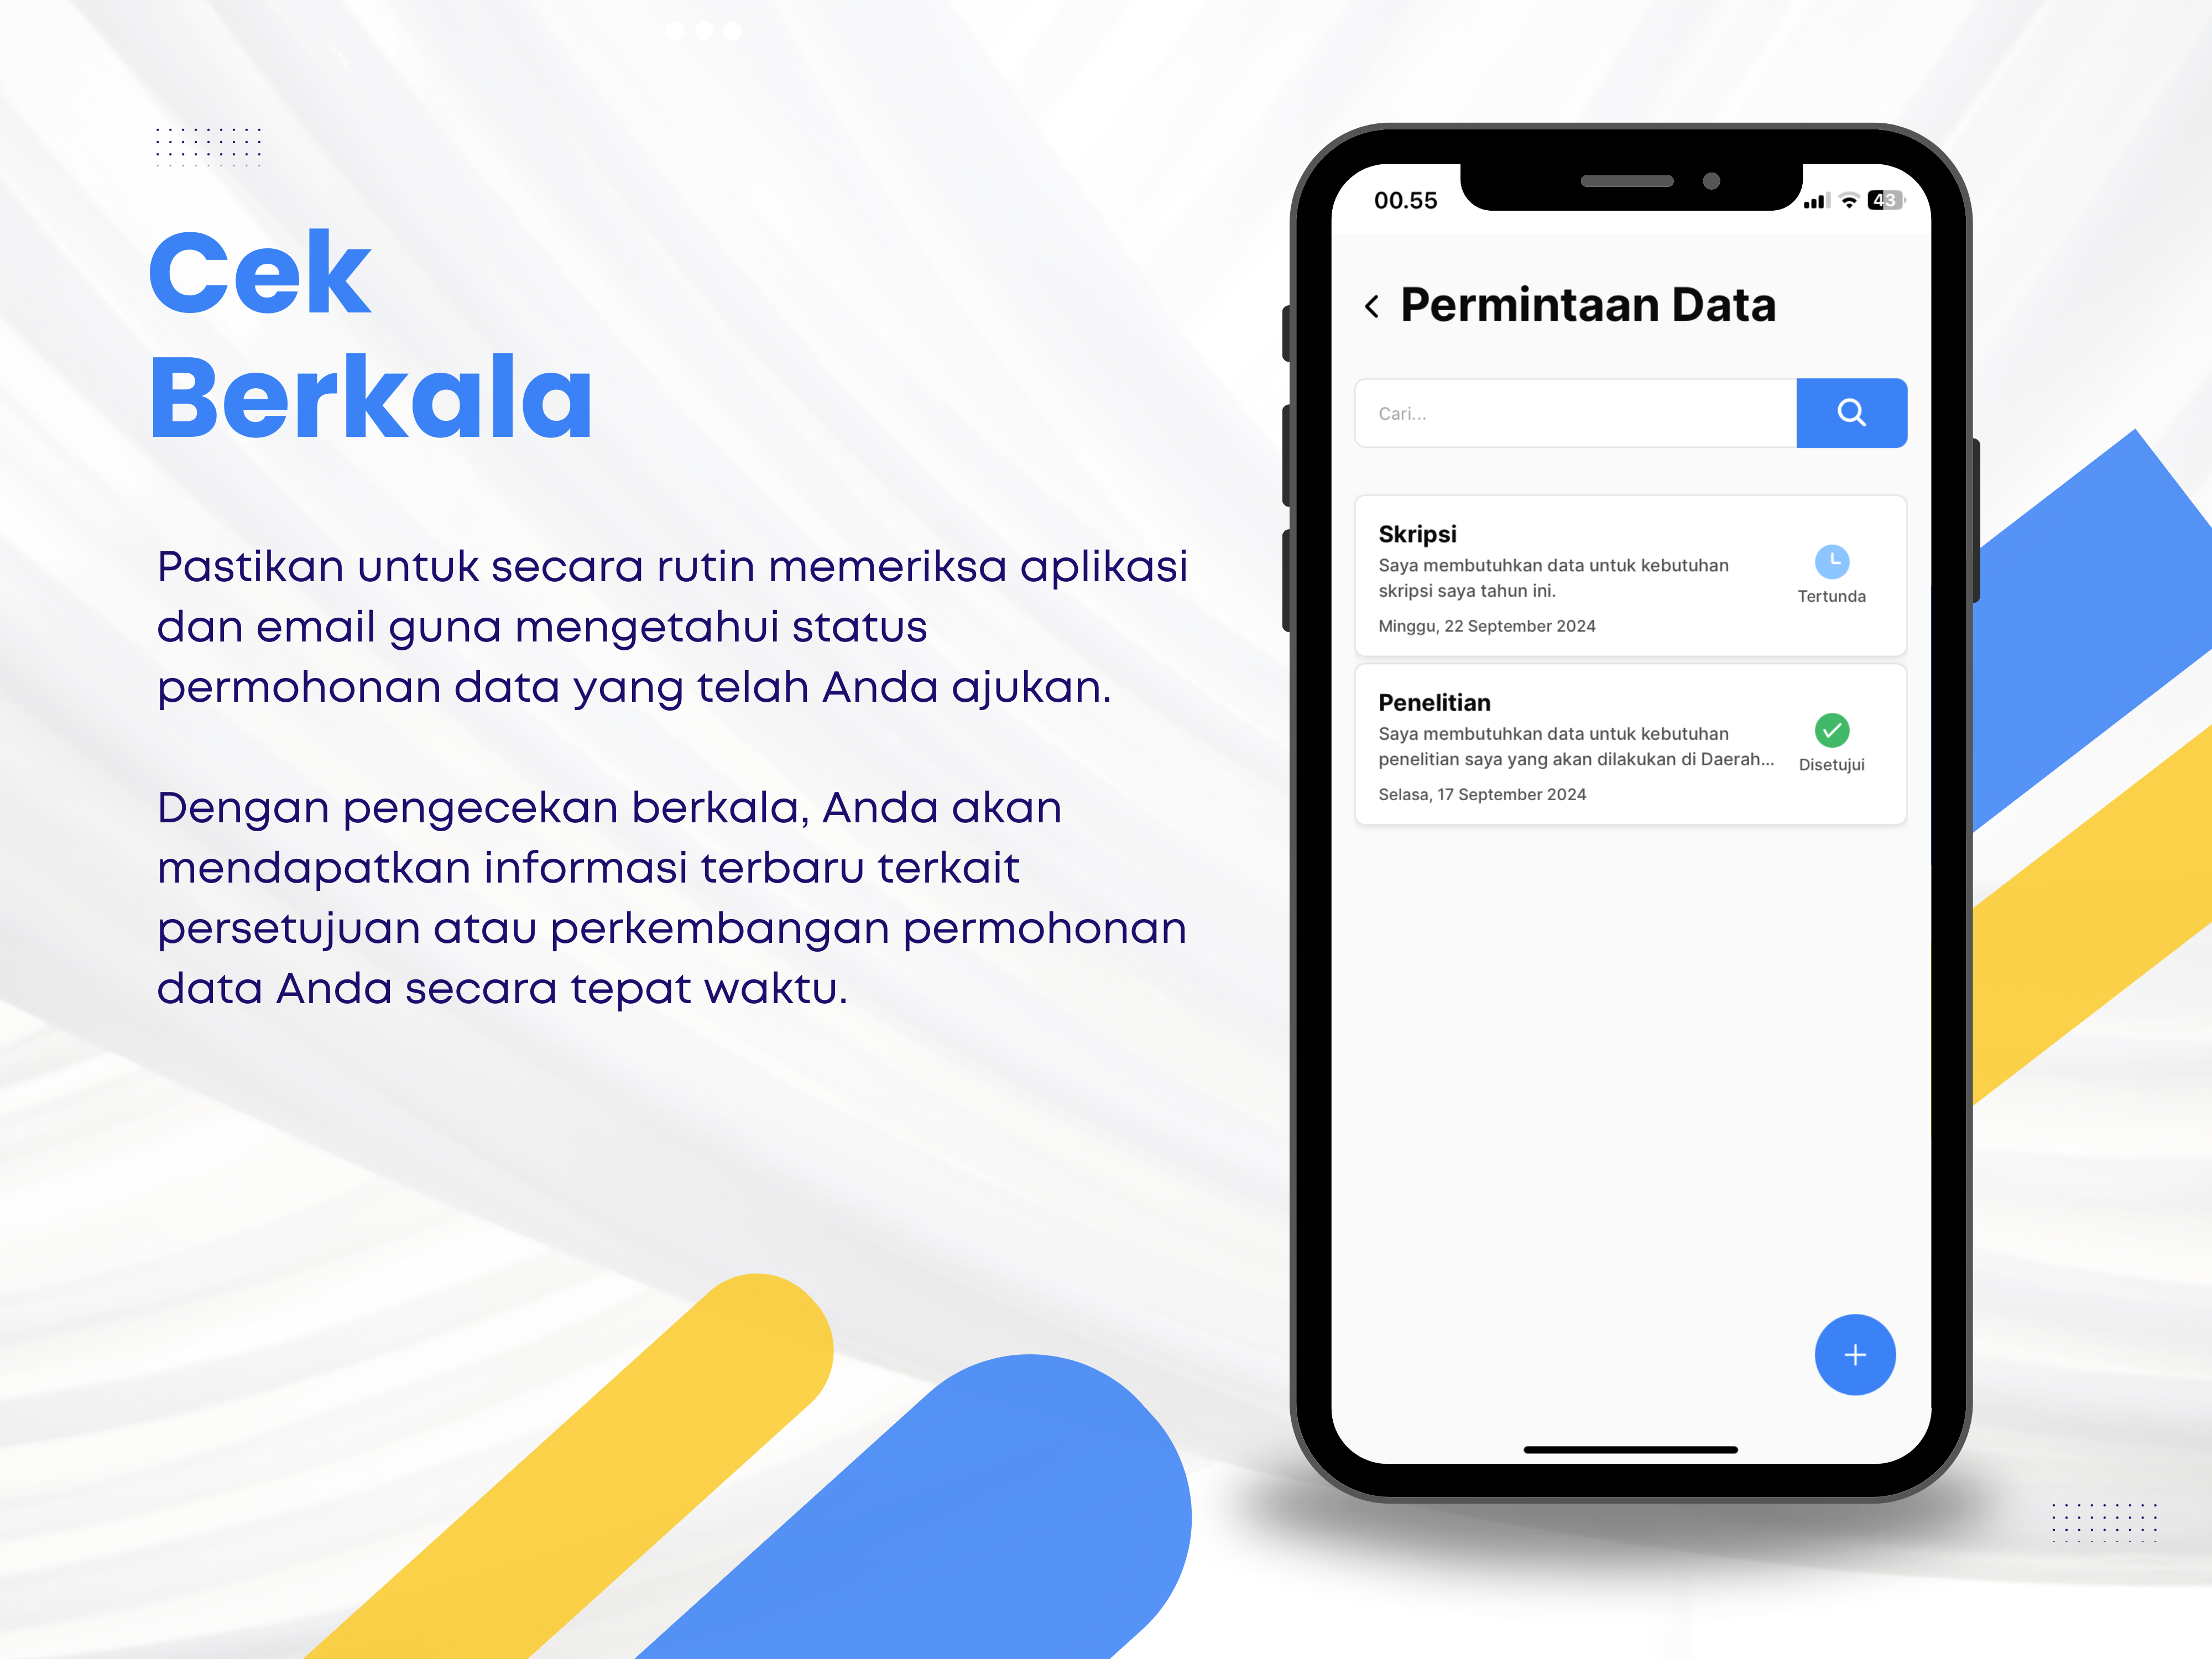 Cek
Berkala
Pastikan untuk secara rutin memeriksa aplikasi
dan email guna mengetahui status
permohonan data yang telah Anda ajukan.
Dengan pengecekan berkala, Anda akan
mendapatkan informasi terbaru terkait
persetujuan atau perkembangan permohonan
data Anda secara tepat waktu.
00.55
43
Permintaan Data
Cari...
Skripsi
Saya membutuhkan data untuk kebutuhan
skripsi saya tahun ini.
Minggu, 22 September 2024
Tertunda
Penelitian
Saya membutuhkan data untuk kebutuhan
penelitian saya yang akan dilakukan di Daerah...
Selasa, 17 September 2024
Disetujui